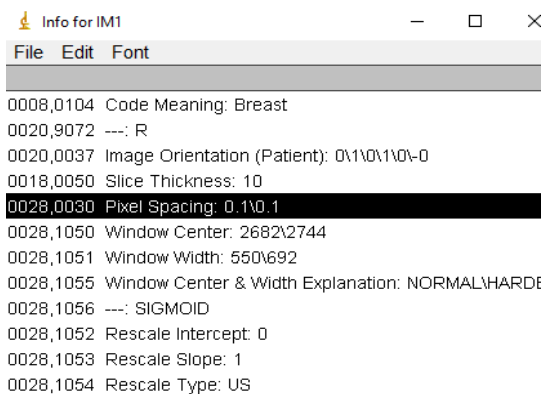 Info for IM1
File Edit Font
0008,0104 Code Meaning: Breast
0020,9072 ---: R
0020,0037 Image Orientation (Patient): 0\1\0\1\0\-0
0018,0050 Slice Thickness: 10
0028,0030 Pixel Spacing: 0.1\0.1
0028,1050 Window Center: 2682\2744
0028,1051 Window Width: 550\692
0028,1055 Window Center & Width Explanation: NORMAL\HARDE
0028,1056 ---: SIGMOID
0028,1052 Rescale Intercept: 0
0028,1053 Rescale Slope: 1
0028,1054 Rescale Type: US